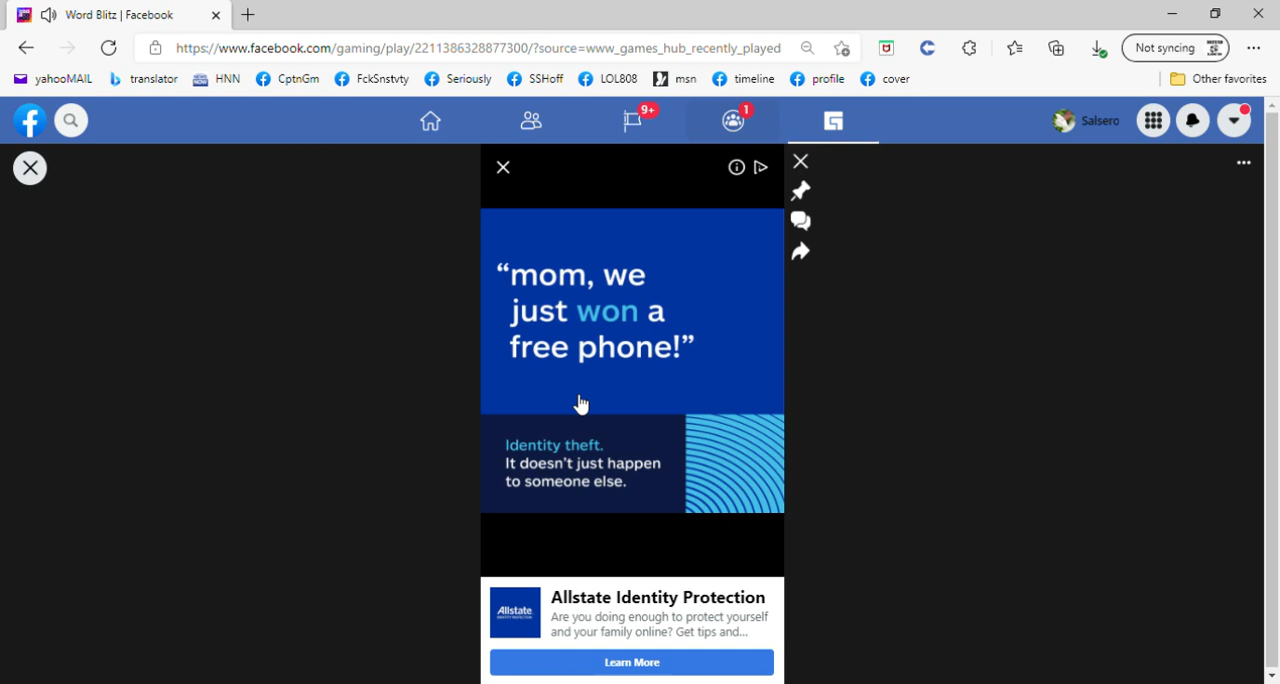 Word Blitz | Facebook
https://www.facebook.com/gaming/play/2211386328877300/?source=www_games_hub_recently_played
Not syncing
yahooMAIL translator HNN CptnGm FckSnstvty Seriously SSHoff LOL808 msn timeline profile cover Other favorites
9+ 1 Salsero
“mom, we
just won a
free phone!”
Identity theft.
It doesn’t just happen
to someone else.
Allstate Identity Protection
Allstate
IDENTITY PROTECTION
Are you doing enough to protect yourself
and your family online? Get tips and...
Learn More